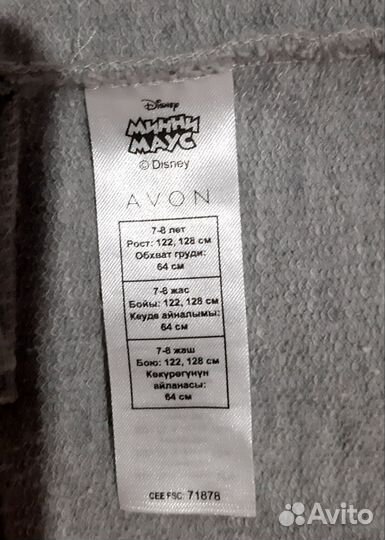 Disney
МИННИ
МАУС
© Disney
AVON
7-8 лет
Рост: 122, 128 см
Обхват груди:
64 см
7-8 жас
Бойы: 122, 128 см
Кеуде айналымы:
64 см
7-8 жаш
Бою: 122, 128 см
Көкүрөгүнүн
айланасы:
64 см
CEE FSC: 71878
Avito